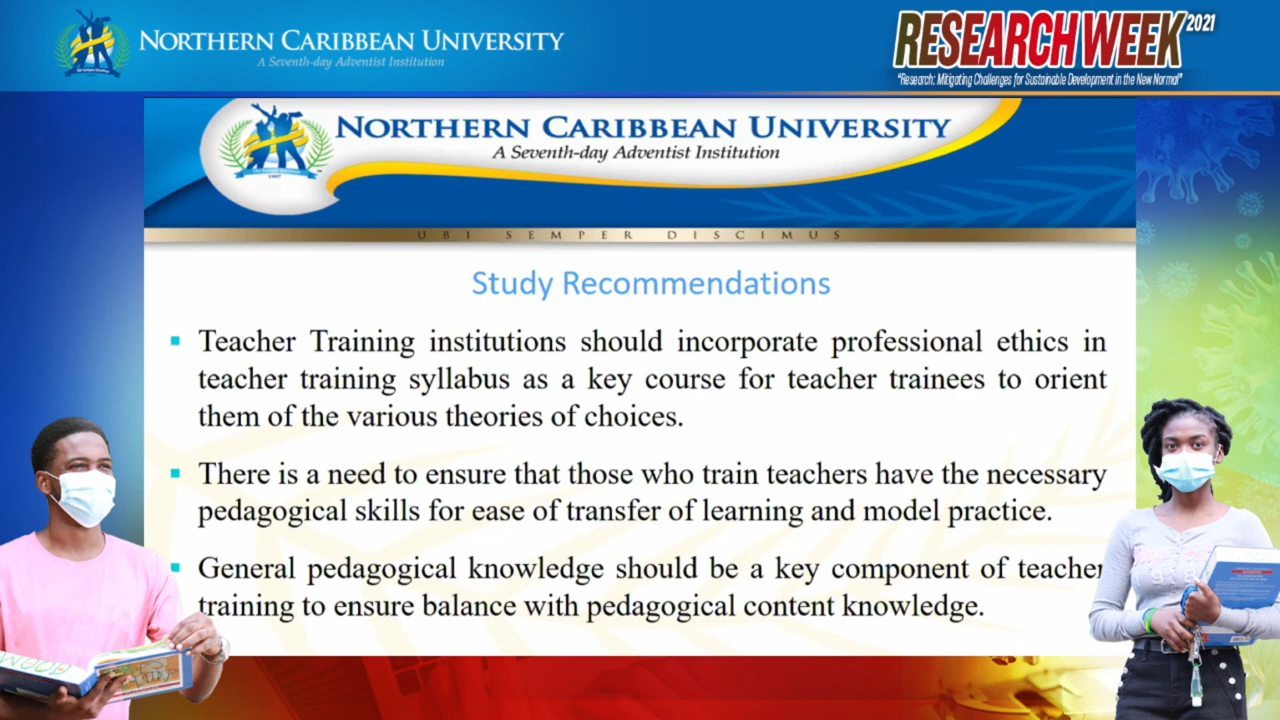 NORTHERN CARIBBEAN UNIVERSITY
A Seventh-day Adventist Institution
RESEARCH WEEK 2021
"Research: Mitigating Challenges for Sustainable Development in the New Normal"
NORTHERN CARIBBEAN UNIVERSITY
A Seventh-day Adventist Institution
UBI SEMPER DISCIMUS
Study Recommendations
Teacher Training institutions should incorporate professional ethics in
teacher training syllabus as a key course for teacher trainees to orient
them of the various theories of choices.
There is a need to ensure that those who train teachers have the necessary
pedagogical skills for ease of transfer of learning and model practice.
General pedagogical knowledge should be a key component of teacher
training to ensure balance with pedagogical content knowledge.